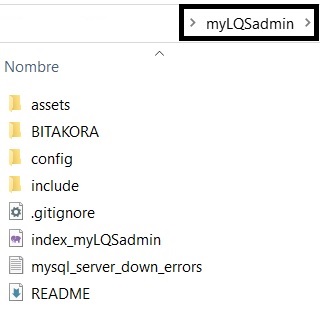 myLQSadmin
Nombre
assets
BITAKORA
config
include
.gitignore
index_myLQSadmin
mysql_server_down_errors
README